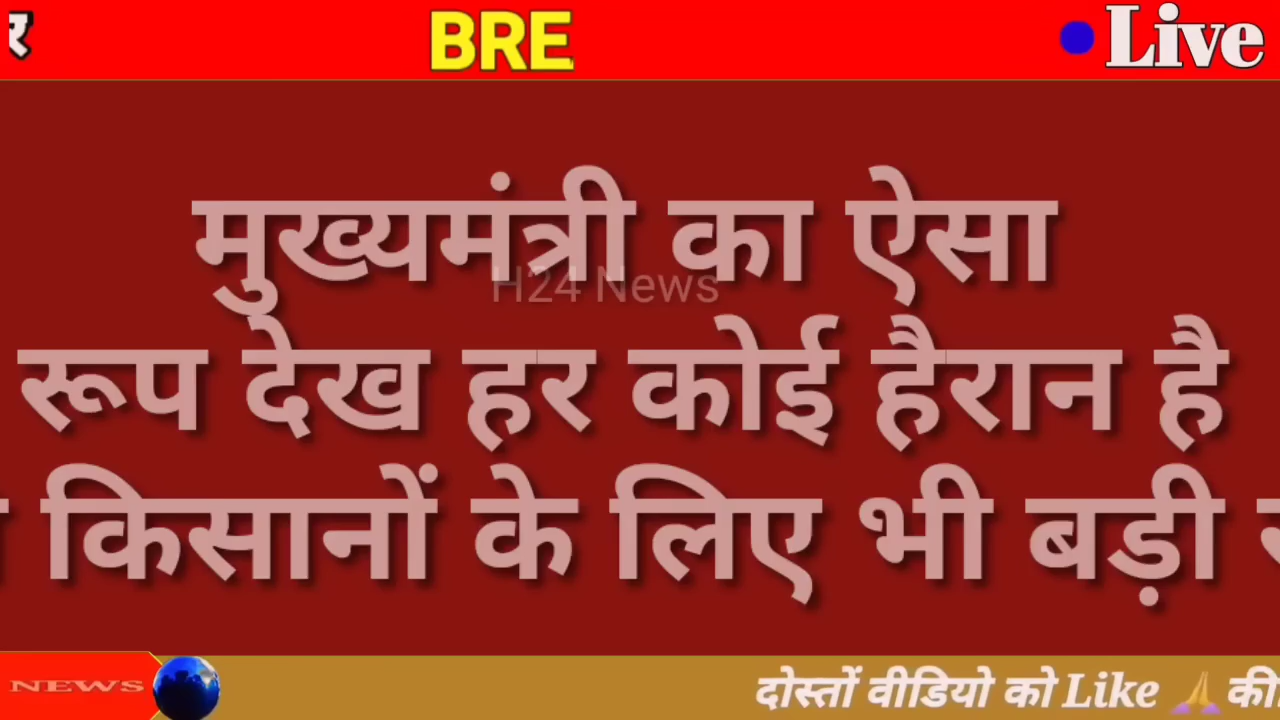 र BRE Live
मुख्यमंत्री का ऐसा
H24 News
रूप देख हर कोई हैरान है
किसानों के लिए भी बड़ी
NEWS दोस्तों वीडियो को Like 🙏 की